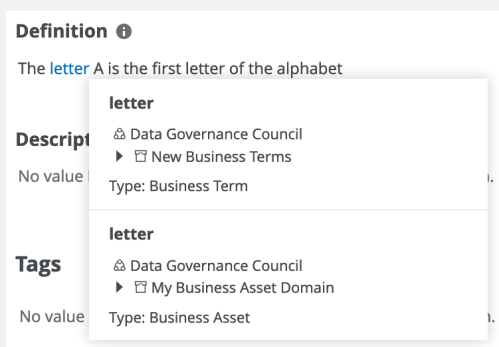 Definition
The letter A is the first letter of the alphabet
letter
Data Governance Council
New Business Terms
Type: Business Term
letter
Data Governance Council
My Business Asset Domain
Type: Business Asset
Descript
No value
Tags
No value